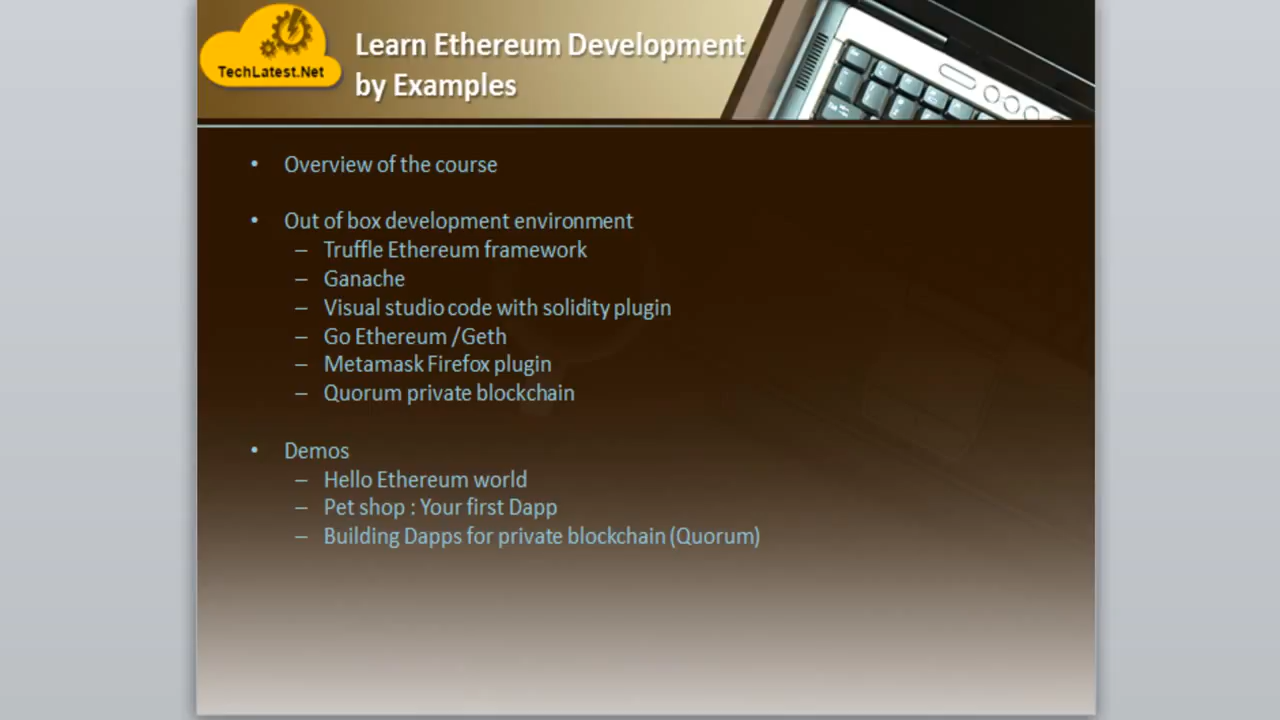 TechLatest.Net
Learn Ethereum Development
by Examples
• Overview of the course
• Out of box development environment
– Truffle Ethereum framework
– Ganache
– Visual studio code with solidity plugin
– Go Ethereum /Geth
– Metamask Firefox plugin
– Quorum private blockchain
• Demos
– Hello Ethereum world
– Pet shop : Your first Dapp
– Building Dapps for private blockchain (Quorum)